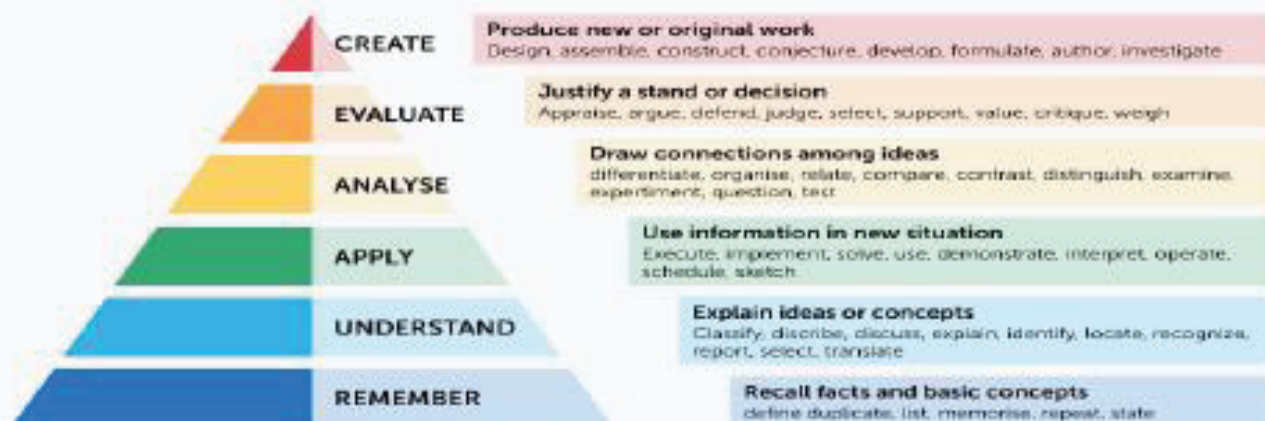 CREATE
Produce new or original work
Design, assemble, construct, conjecture, develop, formulate, author, investigate
EVALUATE
Justify a stand or decision
Appraise, argue, defend, judge, select, support, value, critique, weigh
ANALYSE
Draw connections among ideas
differentiate, organise, relate, compare, contrast, distinguish, examine,
expertiment, question, test
APPLY
Use information in new situation
Execute, implement, solve, use, demonstrate, interpret, operate,
schedule, sketch
UNDERSTAND
Explain ideas or concepts
Classify, discribe, discuss, explain, identify, locate, recognize,
report, select, translate
REMEMBER
Recall facts and basic concepts
define duplicate, list, memorise, repeat, state